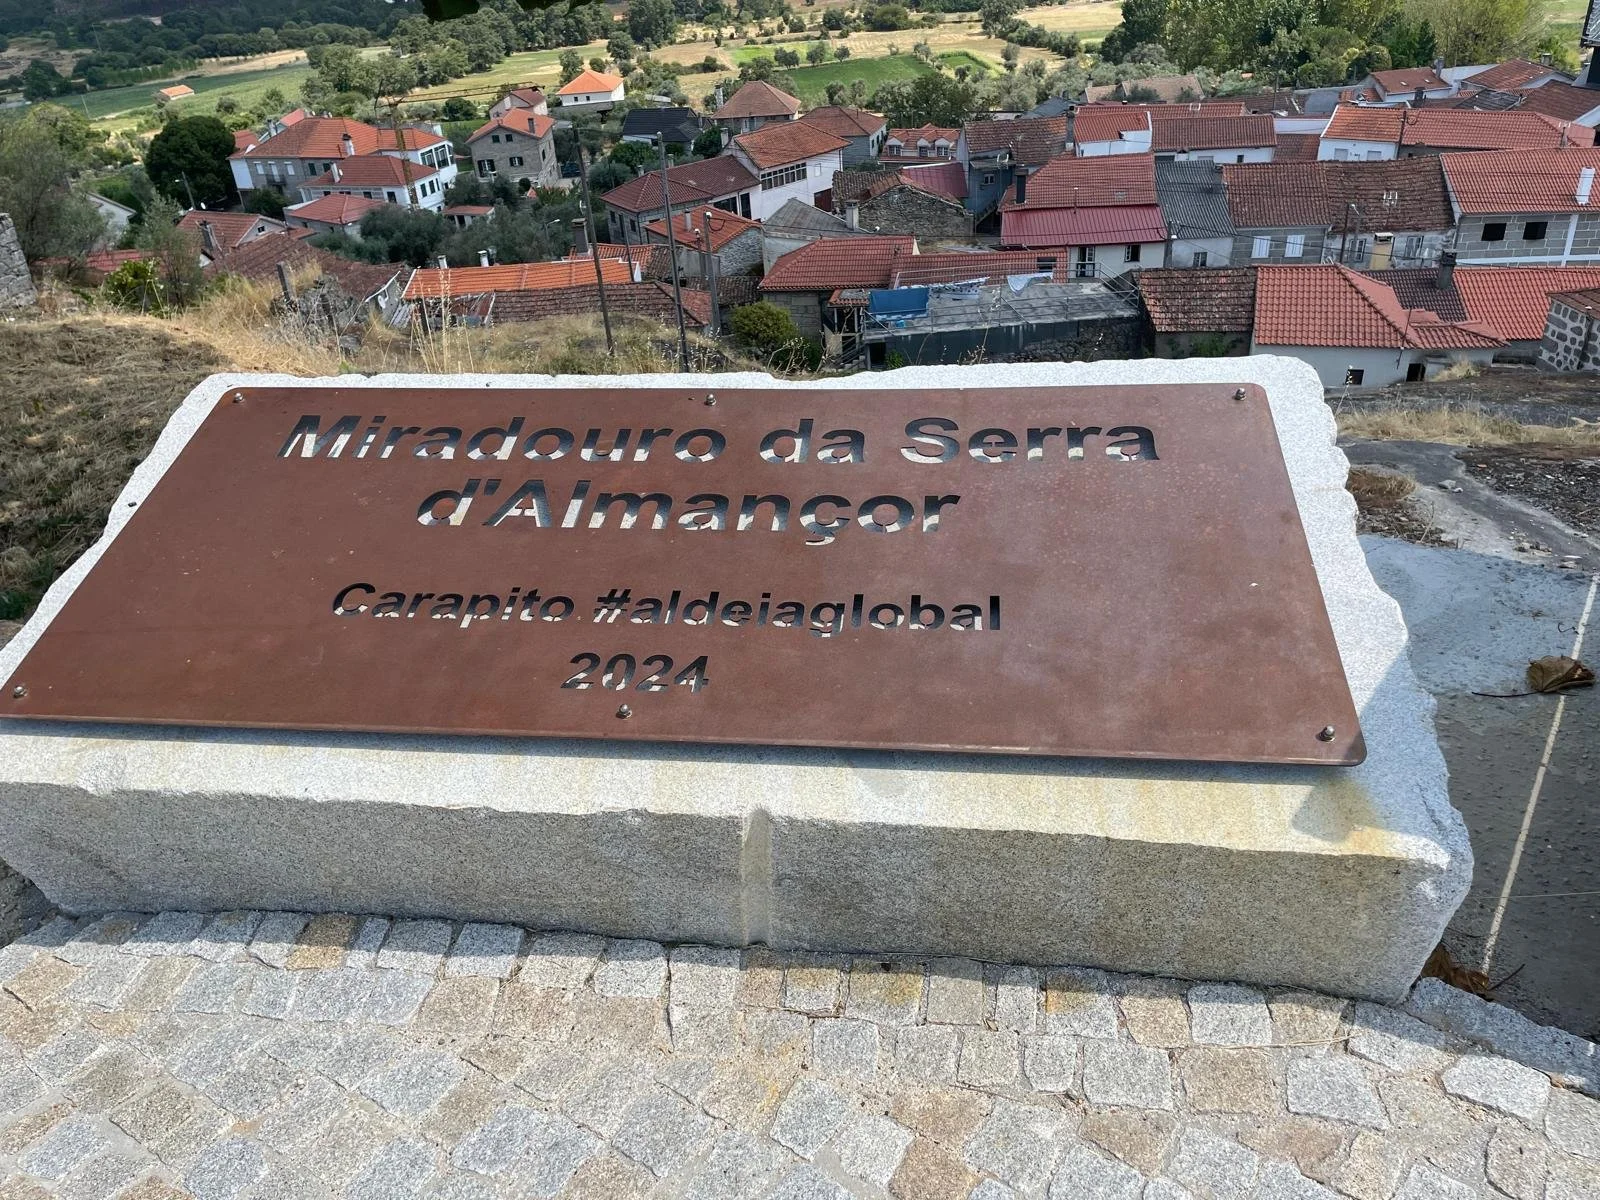 Miradouro da Serra
d'Almançor
Carapito #aldeiaglobal
2024